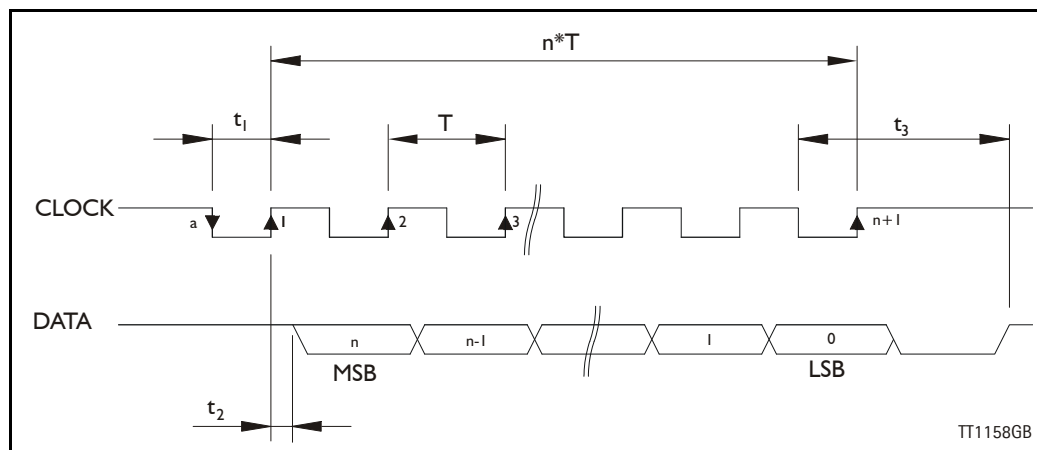 n*T
t1
T
t3
CLOCK
a
1
2
3
n+1
DATA
n
n-1
1
0
MSB
LSB
t2
TT1158GB